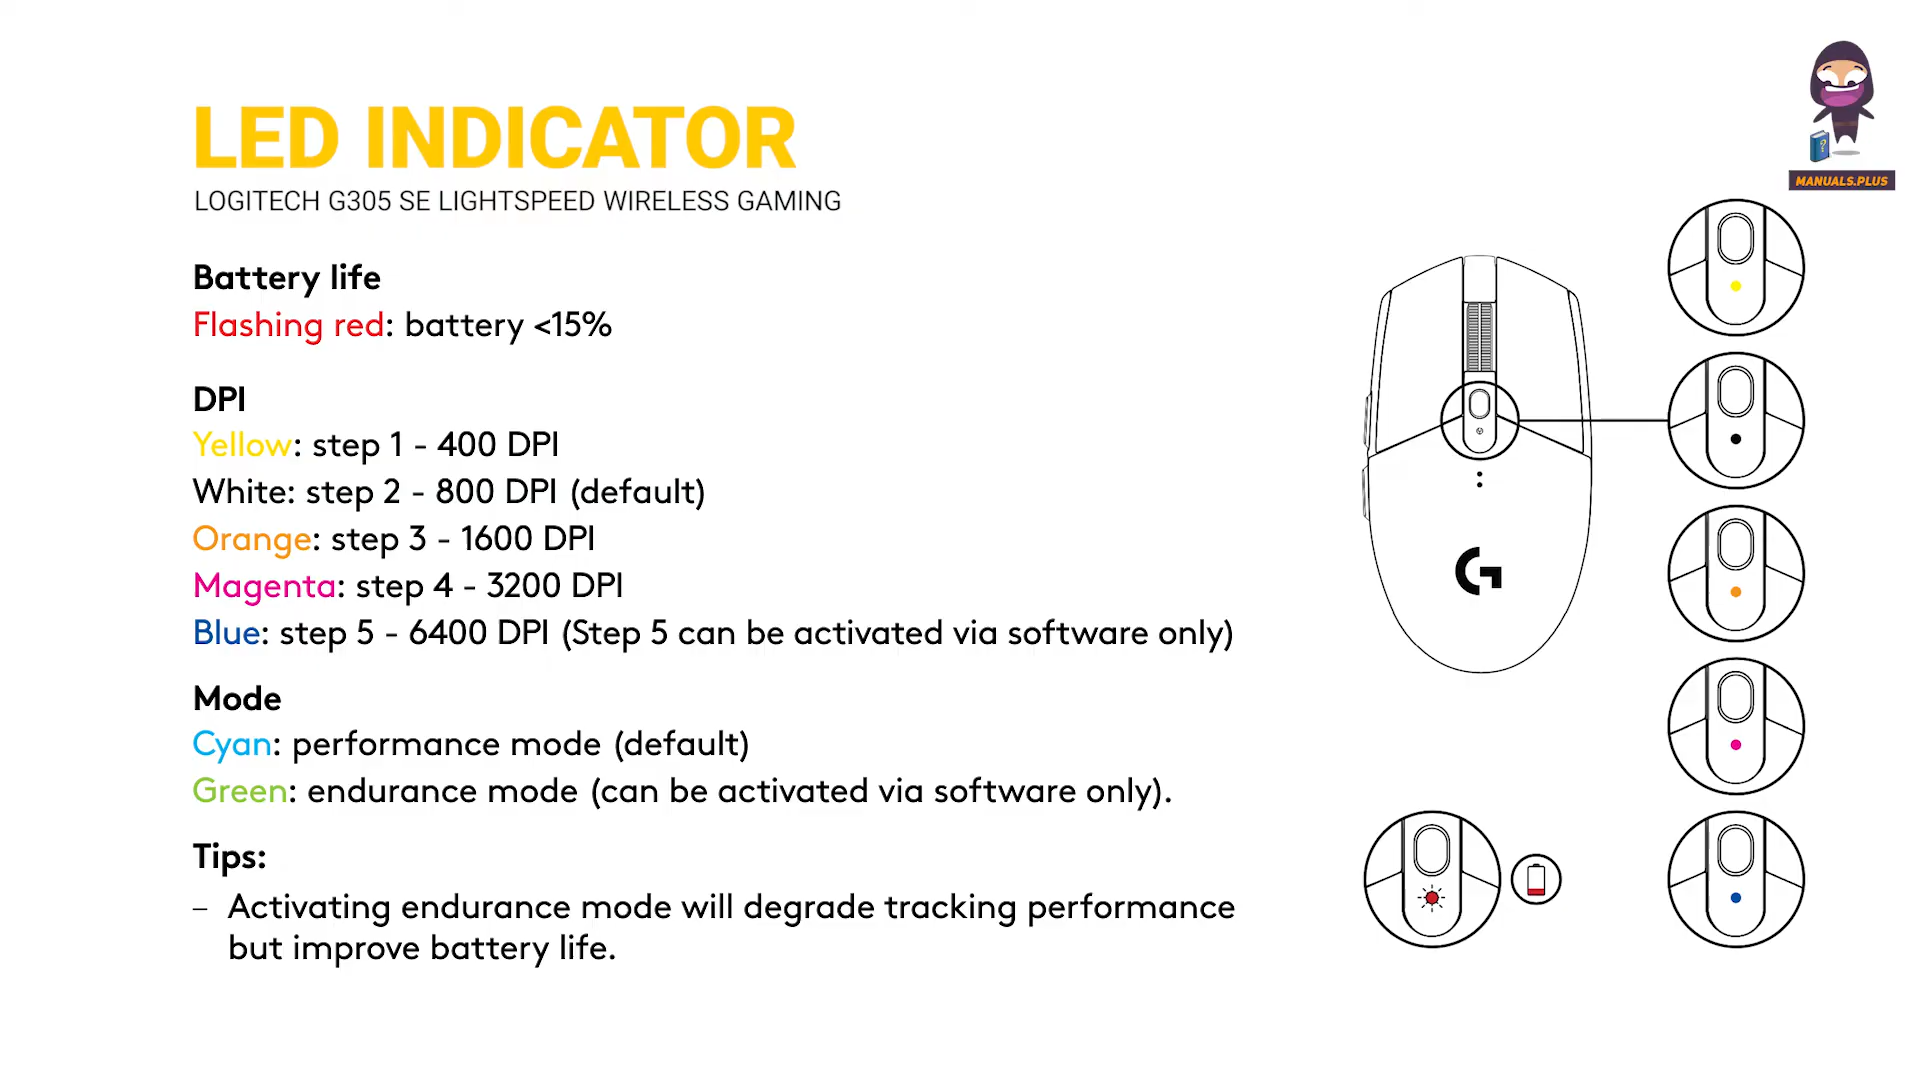 LED INDICATOR
LOGITECH G305 SE LIGHTSPEED WIRELESS GAMING
MANUALS.PLUS
Battery life
Flashing red: battery <15%
DPI
Yellow: step 1 - 400 DPI
White: step 2 - 800 DPI (default)
Orange: step 3 - 1600 DPI
Magenta: step 4 - 3200 DPI
Blue: step 5 - 6400 DPI (Step 5 can be activated via software only)
Mode
Cyan: performance mode (default)
Green: endurance mode (can be activated via software only).
Tips:
– Activating endurance mode will degrade tracking performance
but improve battery life.